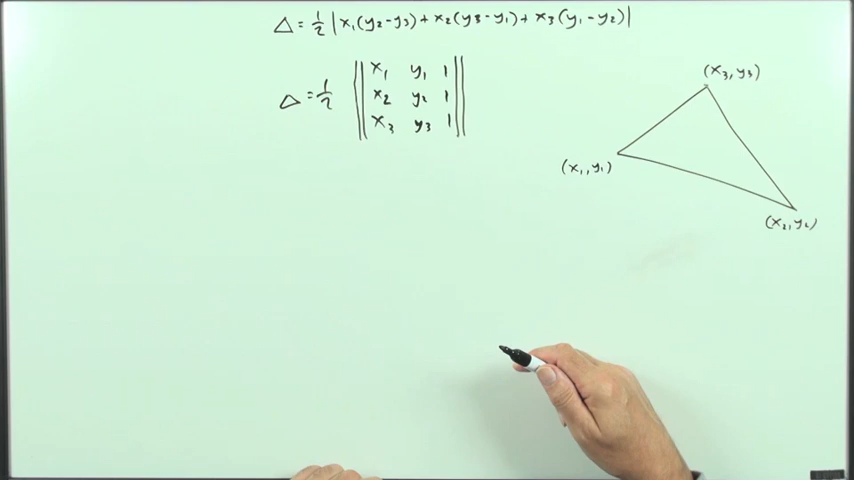 △ = 1/2 | x₁(y₂-y₃) + x₂(y₃-y₁) + x₃(y₁-y₂) |
△ = 1/2 || x₁ y₁ 1 ||
|| x₂ y₂ 1 ||
|| x₃ y₃ 1 ||
(x₃, y₃)
(x₁, y₁)
(x₂, y₂)